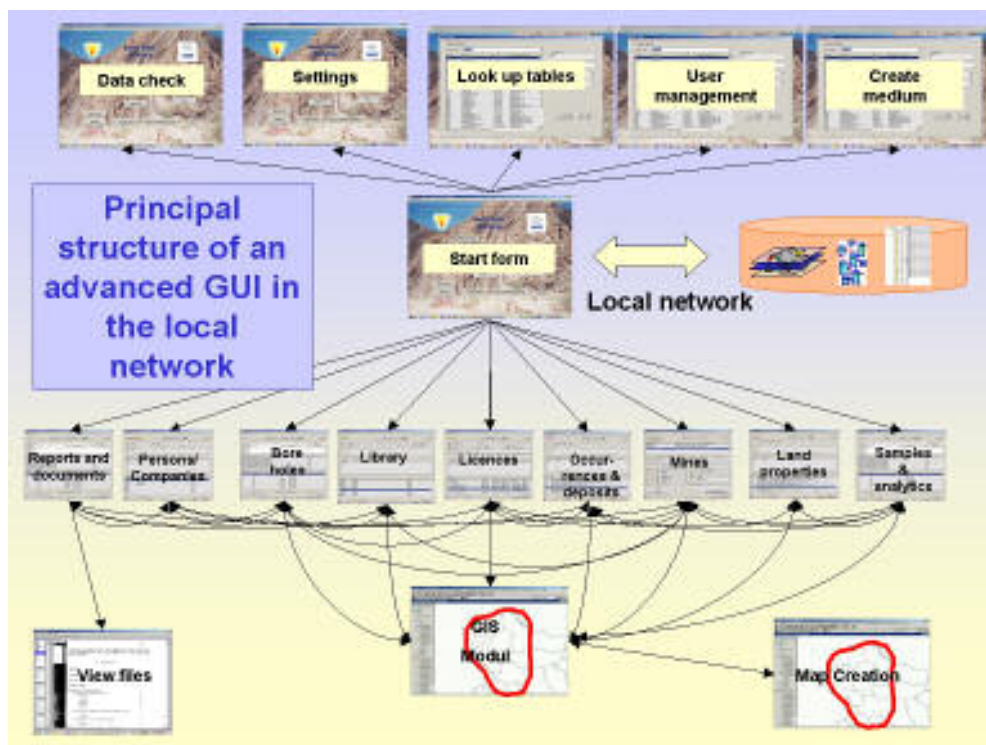 Data check
Settings
Look up tables
User
management
Create
medium
Principal
structure of an
advanced GUI in
the local
network
Start form
Local network
Reports and
documents
Persons/
Companies
Bore
holes
Library
Licences
Occur-
rences &
deposits
Mines
Land
properties
Samples
&
analytics
View files
GIS
Modul
Map Creation